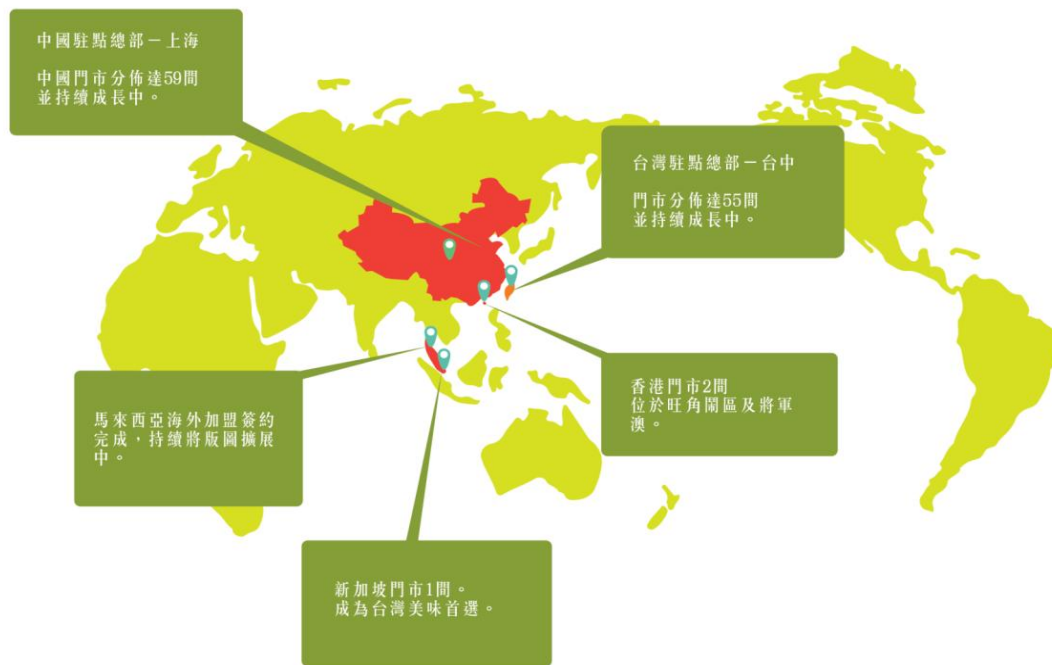 中國駐點總部－上海
中國門市分佈達59間
並持續成長中。
台灣駐點總部－台中
門市分佈達55間
並持續成長中。
香港門市2間
位於旺角鬧區及將軍
澳。
馬來西亞海外加盟簽約
完成，持續將版圖擴展
中。
新加坡門市1間。
成為台灣美味首選。